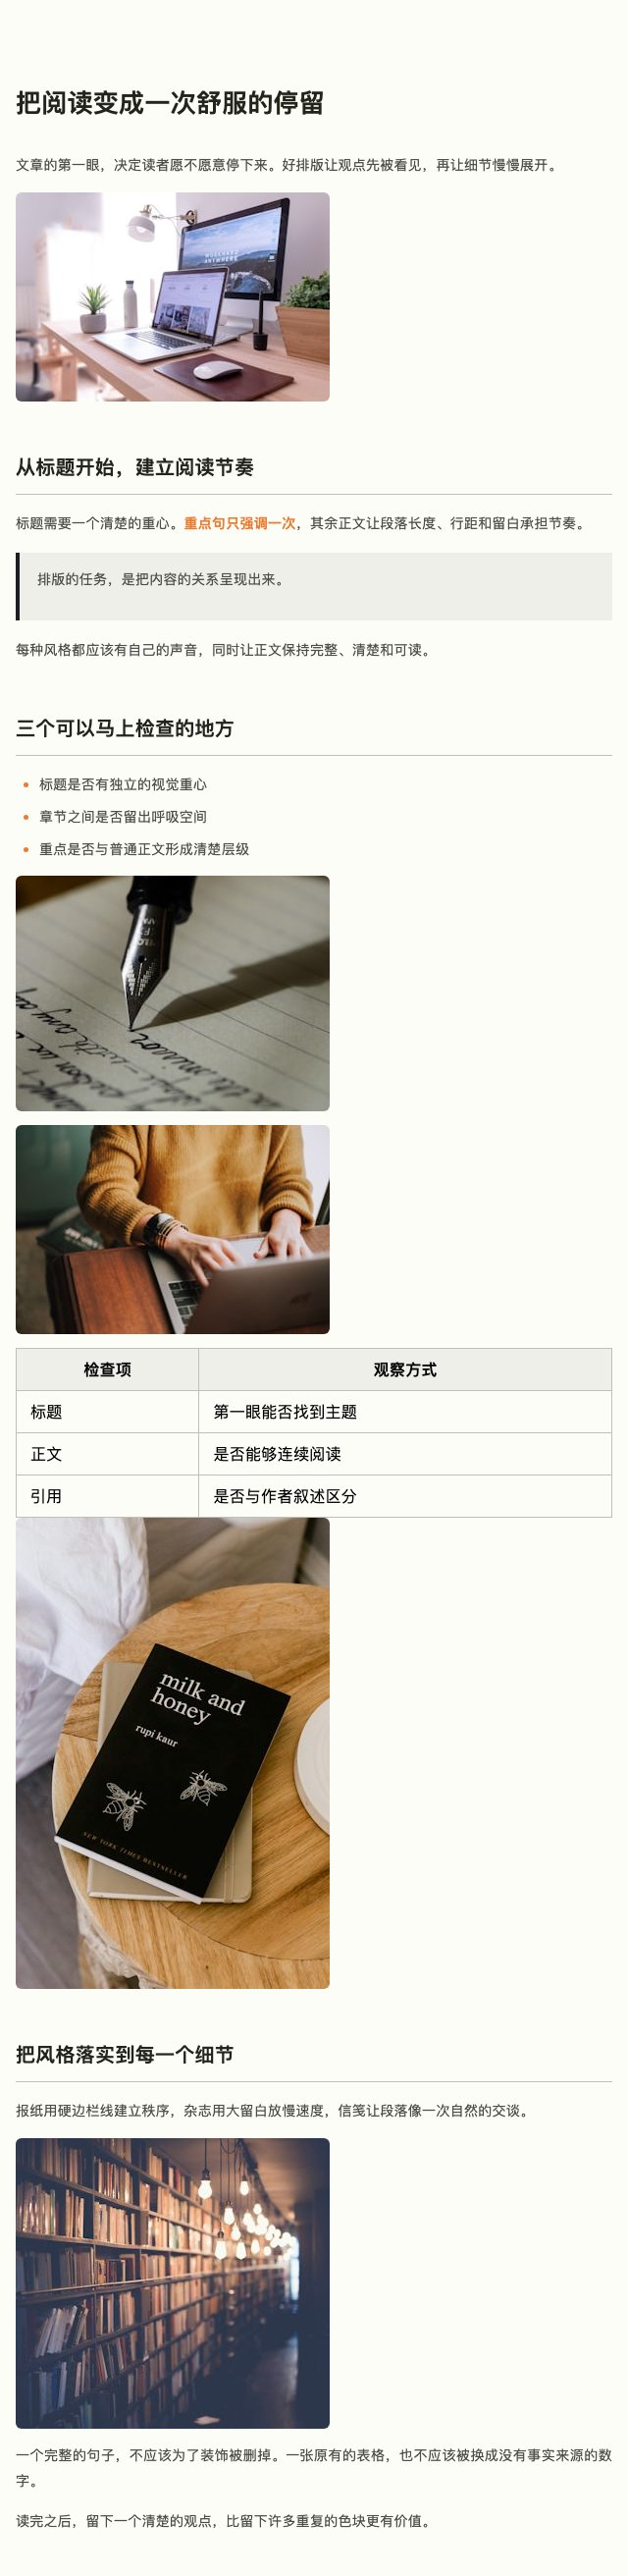 把阅读变成一次舒服的停留
文章的第一眼，决定读者愿不愿意停下来。好排版让观点先被看见，再让细节慢慢展开。
从标题开始，建立阅读节奏
标题需要一个清楚的重心。重点句只强调一次，其余正文让段落长度、行距和留白承担节奏。
排版的任务，是把内容的关系呈现出来。
每种风格都应该有自己的声音，同时让正文保持完整、清楚和可读。
三个可以马上检查的地方
标题是否有独立的视觉重心
章节之间是否留出呼吸空间
重点是否与普通正文形成清楚层级
检查项 观察方式
标题 第一眼能否找到主题
正文 是否能够连续阅读
引用 是否与作者叙述区分
milk and
honey
rupi kaur
NEW YORK TIMES BESTSELLER
把风格落实到每一个细节
报纸用硬边栏线建立秩序，杂志用大留白放慢速度，信笺让段落像一次自然的交谈。
一个完整的句子，不应该为了装饰被删掉。一张原有的表格，也不应该被换成没有事实来源的数
字。
读完之后，留下一个清楚的观点，比留下许多重复的色块更有价值。